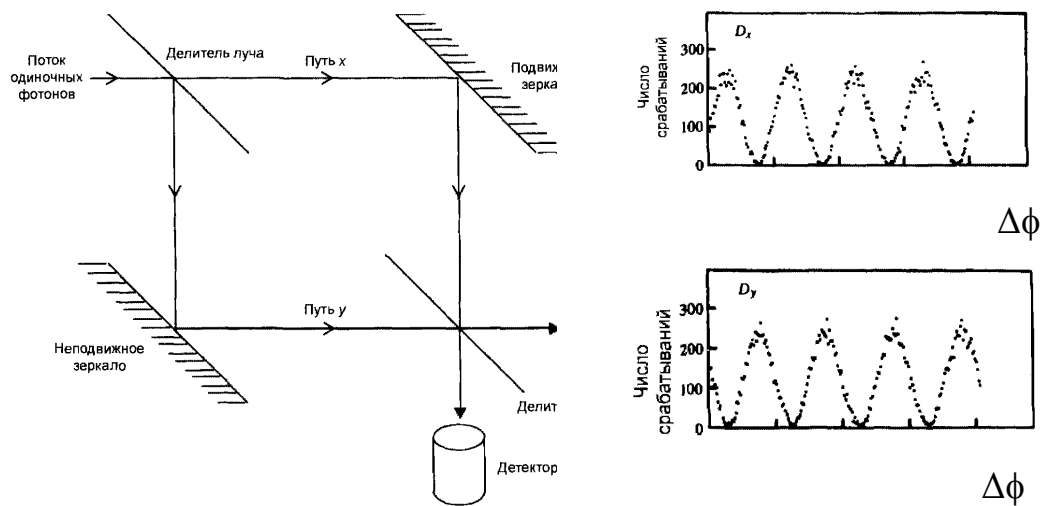 Поток
одиночных
фотонов
Делитель луча
Путь x
Подвиж
зерка
Неподвижное
зеркало
Путь y
Делит
Детектор
Dx
Число
срабатываний
300
200
100
0
Δϕ
Dy
Число
срабатываний
300
200
100
0
Δϕ